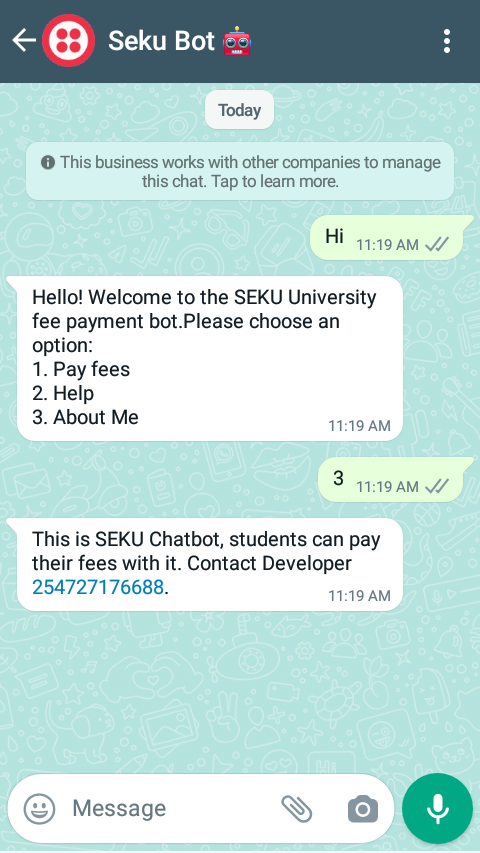 Seku Bot 🤖
Today
This business works with other companies to manage
this chat. Tap to learn more.
Hi 11:19 AM
Hello! Welcome to the SEKU University
fee payment bot.Please choose an
option:
1. Pay fees
2. Help
3. About Me
11:19 AM
3 11:19 AM
This is SEKU Chatbot, students can pay
their fees with it. Contact Developer
254727176688. 11:19 AM
Message